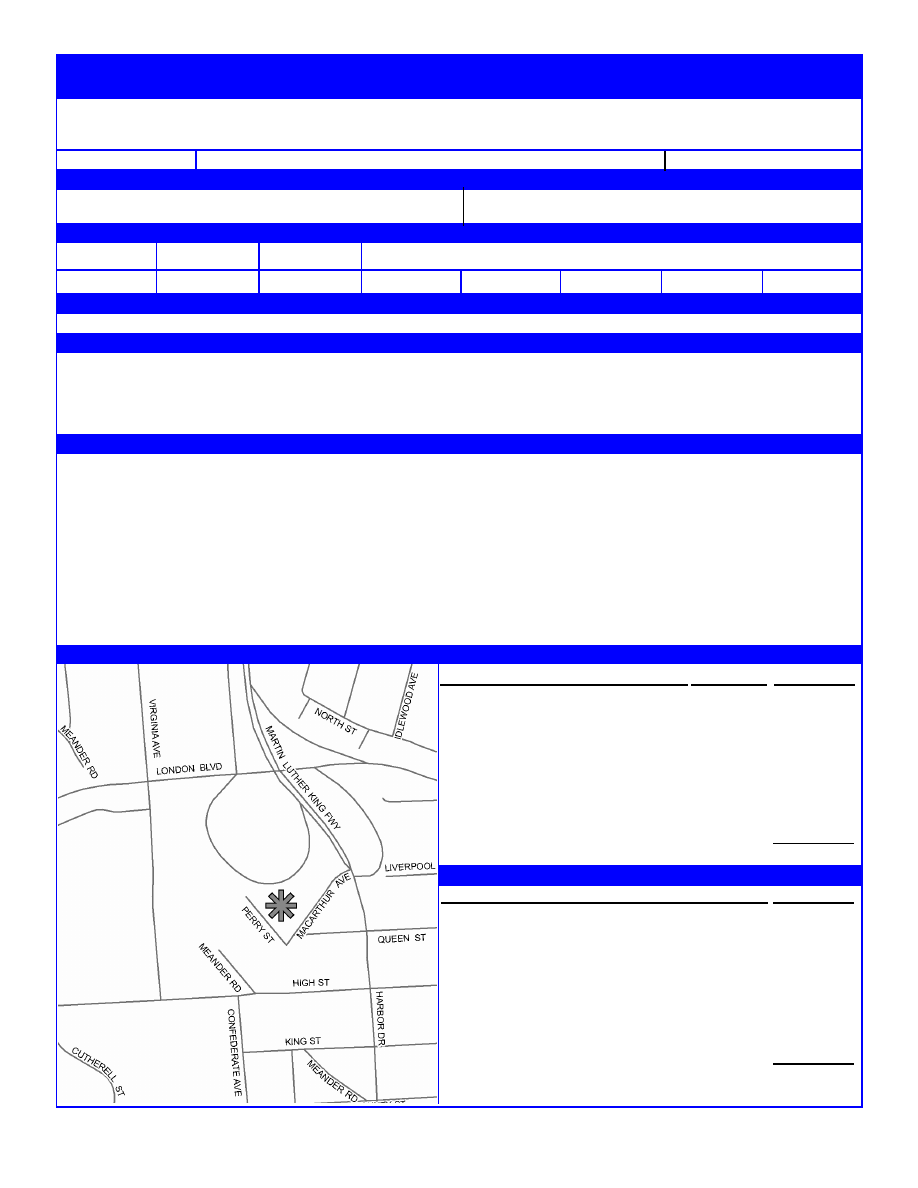 IDLEWOOD AVE
NORTH ST
VIRGINIA AVE
MEANDER RD
MARTIN LUTHER KING FWY
LONDON BLVD
LIVERPOOL
MACARTHUR AVE
PERRY ST
QUEEN ST
MEANDER RD
HIGH ST
HARBOR DR
CONFEDERATE AVE
KING ST
CUTHERELL ST
MEANDER RD